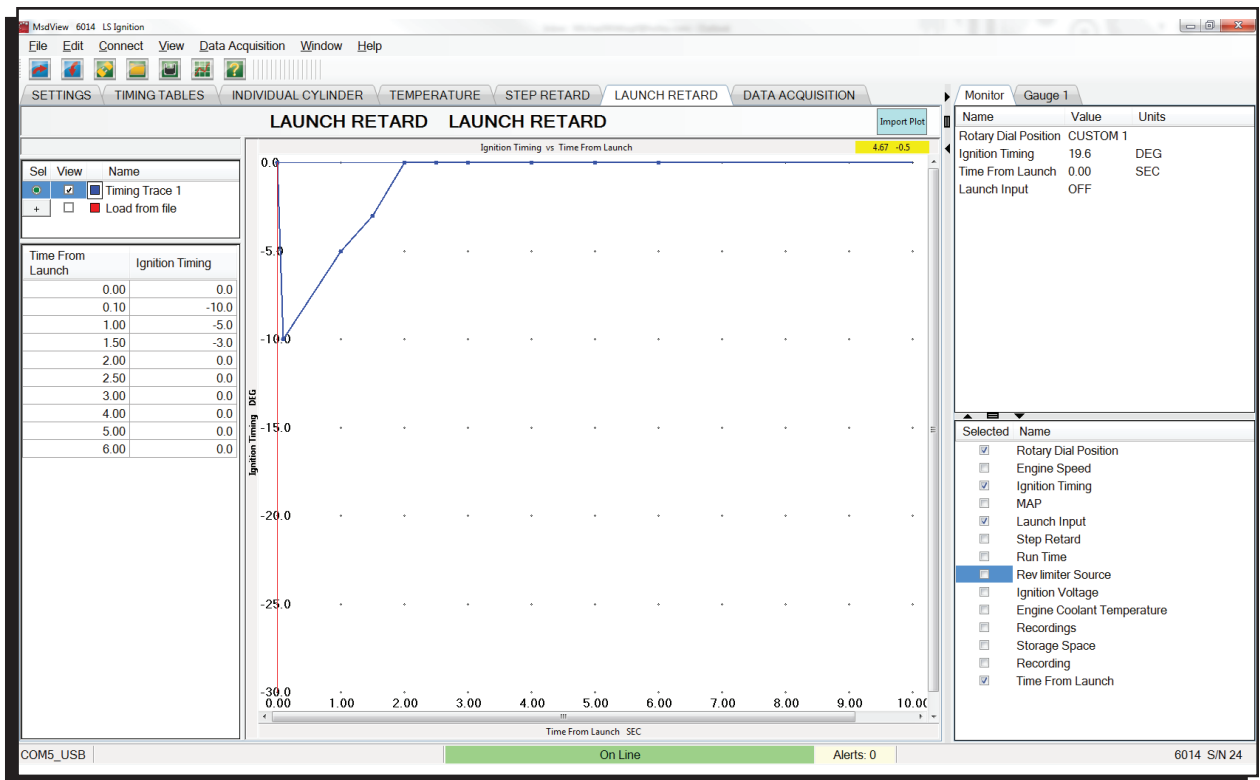 MsdView 6014 LS Ignition
File Edit Connect View Data Acquisition Window Help
SETTINGS TIMING TABLES INDIVIDUAL CYLINDER TEMPERATURE STEP RETARD LAUNCH RETARD DATA ACQUISITION
LAUNCH RETARD LAUNCH RETARD
Import Plot
Sel View Name
Timing Trace 1
+ Load from file
Time From Launch Ignition Timing
0.00 0.0
0.10 -10.0
1.00 -5.0
1.50 -3.0
2.00 0.0
2.50 0.0
3.00 0.0
4.00 0.0
5.00 0.0
6.00 0.0
Ignition Timing vs Time From Launch
4.67 -0.5
0.0
-5.0
-10.0
-15.0
-20.0
-25.0
-30.0
Ignition Timing DEG
0.00 1.00 2.00 3.00 4.00 5.00 6.00 7.00 8.00 9.00 10.00
Time From Launch SEC
Monitor Gauge 1
Name Value Units
Rotary Dial Position CUSTOM 1
Ignition Timing 19.6 DEG
Time From Launch 0.00 SEC
Launch Input OFF
Selected Name
Rotary Dial Position
Engine Speed
Ignition Timing
MAP
Launch Input
Step Retard
Run Time
Rev limiter Source
Ignition Voltage
Engine Coolant Temperature
Recordings
Storage Space
Recording
Time From Launch
COM5_USB On Line Alerts: 0 6014 S/N 24